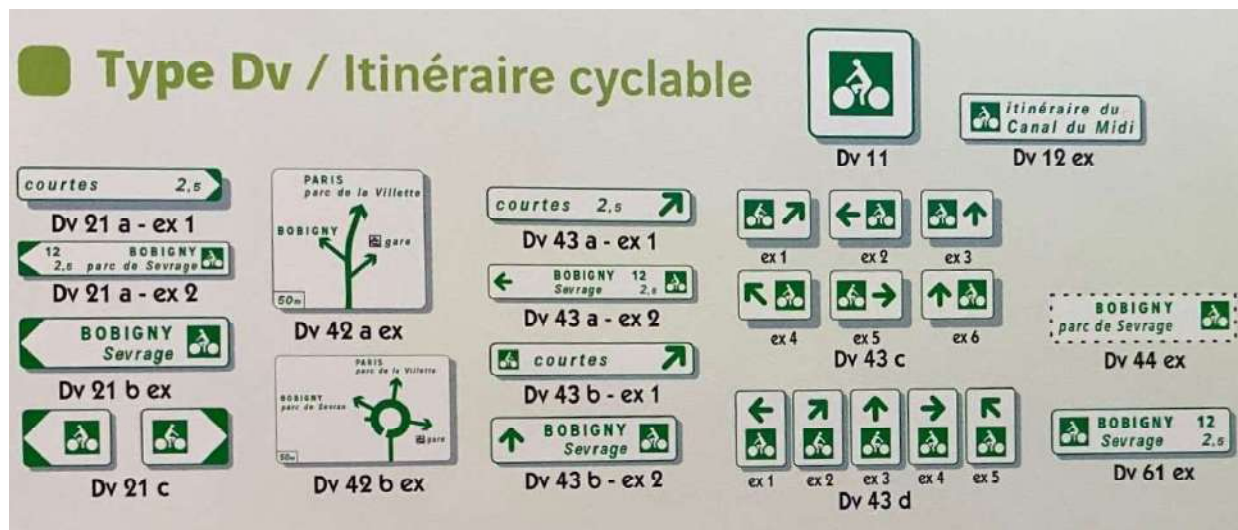 Type Dv / Itinéraire cyclable
Dv 11
itinéraire du
Canal du Midi
Dv 12 ex
courtes 2,5
Dv 21 a - ex 1
12 BOBIGNY
2,5 parc de Sevrage
Dv 21 a - ex 2
BOBIGNY
Sevrage
Dv 21 b ex
Dv 21 c
PARIS
parc de la Villette
BOBIGNY
gare
50m
Dv 42 a ex
PARIS
parc de la Villette
BOBIGNY
parc de Sevran
gare
50m
Dv 42 b ex
courtes 2,5
Dv 43 a - ex 1
BOBIGNY 12
Sevrage 2,5
Dv 43 a - ex 2
courtes
Dv 43 b - ex 1
BOBIGNY
Sevrage
Dv 43 b - ex 2
ex 1 ex 2 ex 3
ex 4 ex 5 ex 6
Dv 43 c
ex 1 ex 2 ex 3 ex 4 ex 5
Dv 43 d
BOBIGNY
parc de Sevrage
Dv 44 ex
BOBIGNY 12
Sevrage 2,5
Dv 61 ex